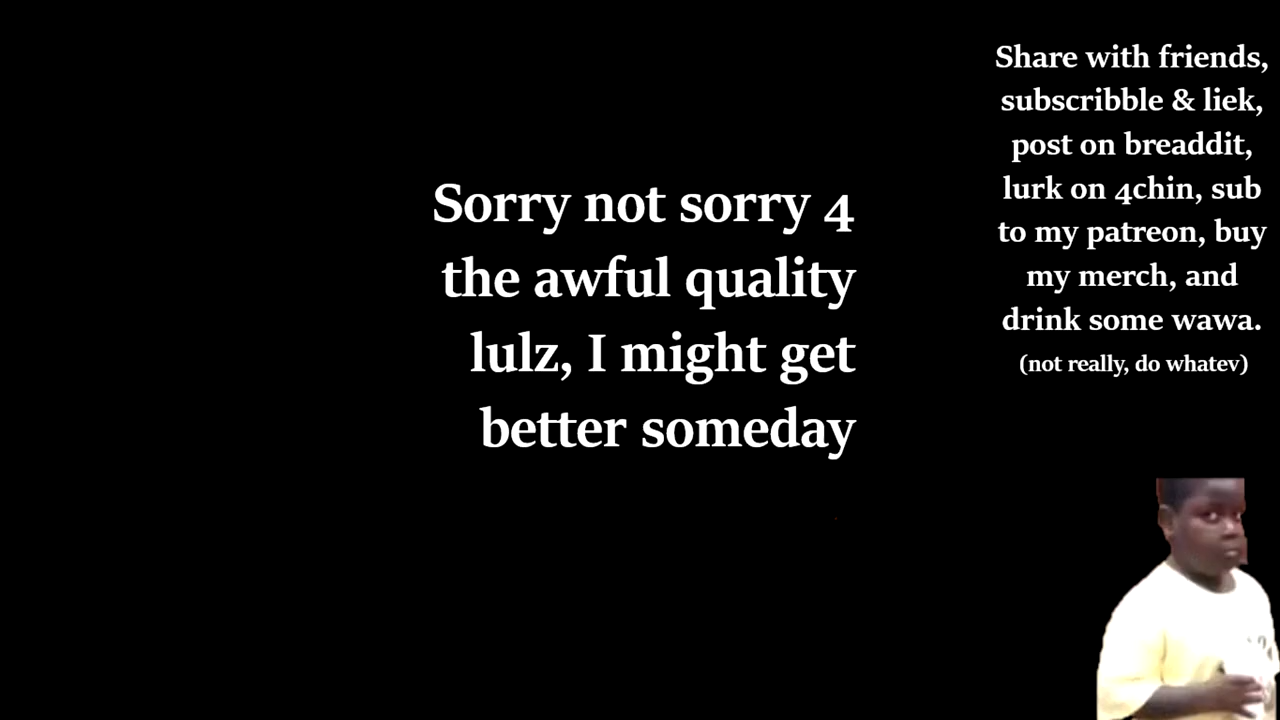 Sorry not sorry 4
the awful quality
lulz, I might get
better someday
Share with friends,
subscribble & liek,
post on breaddit,
lurk on 4chin, sub
to my patreon, buy
my merch, and
drink some wawa.
(not really, do whatev)